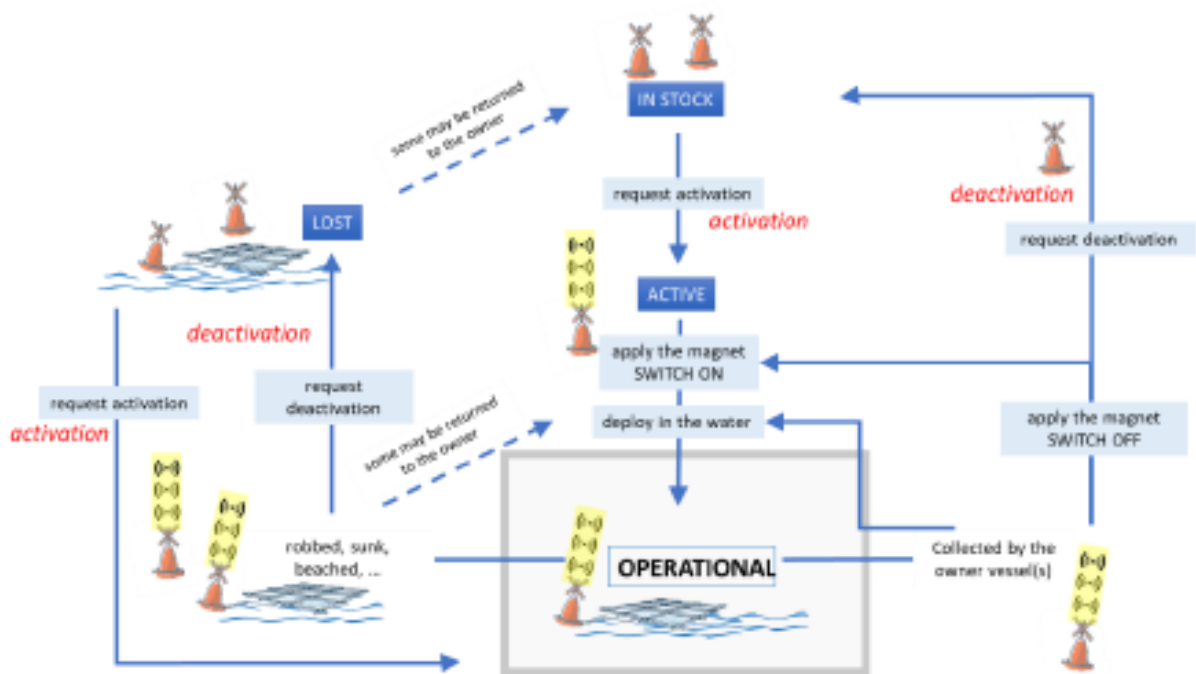 some may be returned
to the owner
IN STOCK
request activation
activation
deactivation
request deactivation
LOST
ACTIVE
deactivation
apply the magnet
SWITCH ON
request activation
activation
request
deactivation
some may be returned
to the owner
deploy in the water
apply the magnet
SWITCH OFF
robbed, sunk,
beached, ...
OPERATIONAL
Collected by the
owner vessel(s)